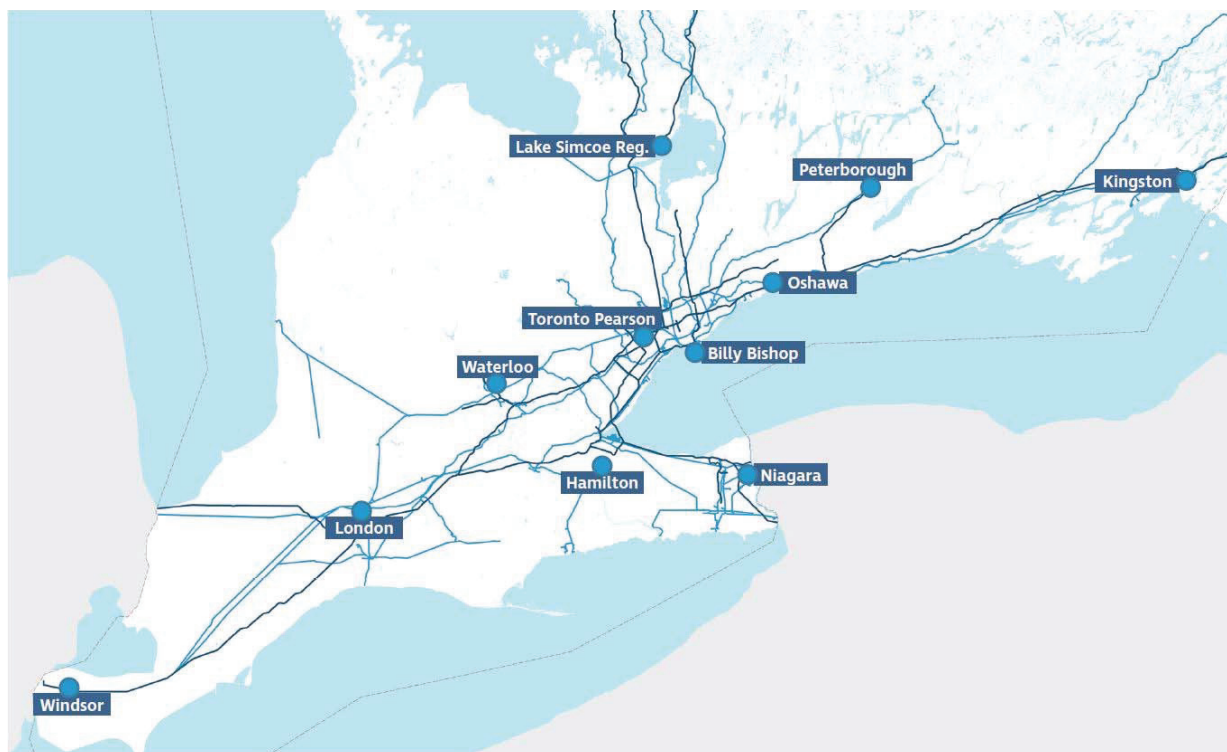 Lake Simcoe Reg.
Peterborough
Kingston
Oshawa
Toronto Pearson
Billy Bishop
Waterloo
Hamilton
Niagara
London
Windsor